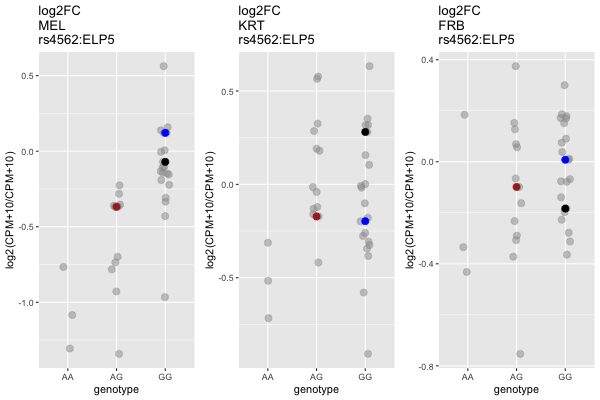 log2FC
MEL
rs4562:ELP5
log2(CPM+10/CPM+10)
0.5
0.0
-0.5
-1.0
AA
AG
GG
genotype
log2FC
KRT
rs4562:ELP5
log2(CPM+10/CPM+10)
0.5
0.0
-0.5
AA
AG
GG
genotype
log2FC
FRB
rs4562:ELP5
log2(CPM+10/CPM+10)
0.4
0.0
-0.4
-0.8
AA
AG
GG
genotype